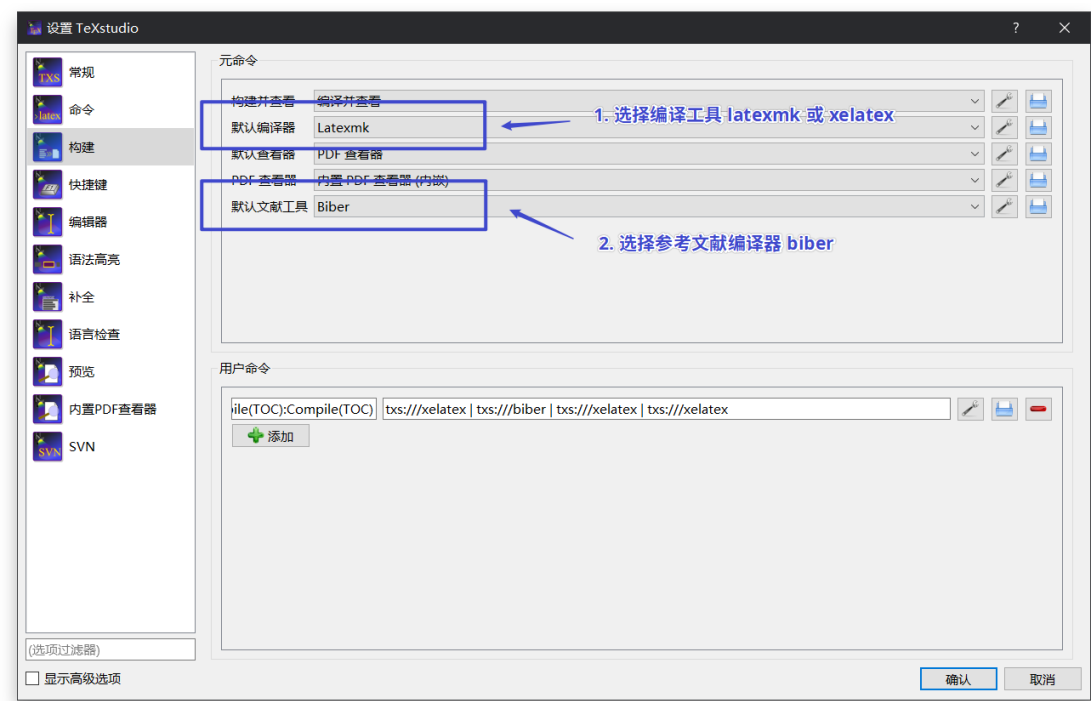 设置 TeXstudio
常规
命令
构建
快捷键
编辑器
语法高亮
补全
语言检查
预览
内置PDF查看器
SVN
(选项过滤器)
显示高级选项
元命令
构建并查看 编译并查看
默认编译器 Latexmk
1. 选择编译工具 latexmk 或 xelatex
默认查看器 PDF 查看器
PDF 查看器 内置 PDF 查看器 (内嵌)
默认文献工具 Biber
2. 选择参考文献编译器 biber
用户命令
ile(TOC):Compile(TOC) txs:///xelatex | txs:///biber | txs:///xelatex | txs:///xelatex
添加
确认 取消